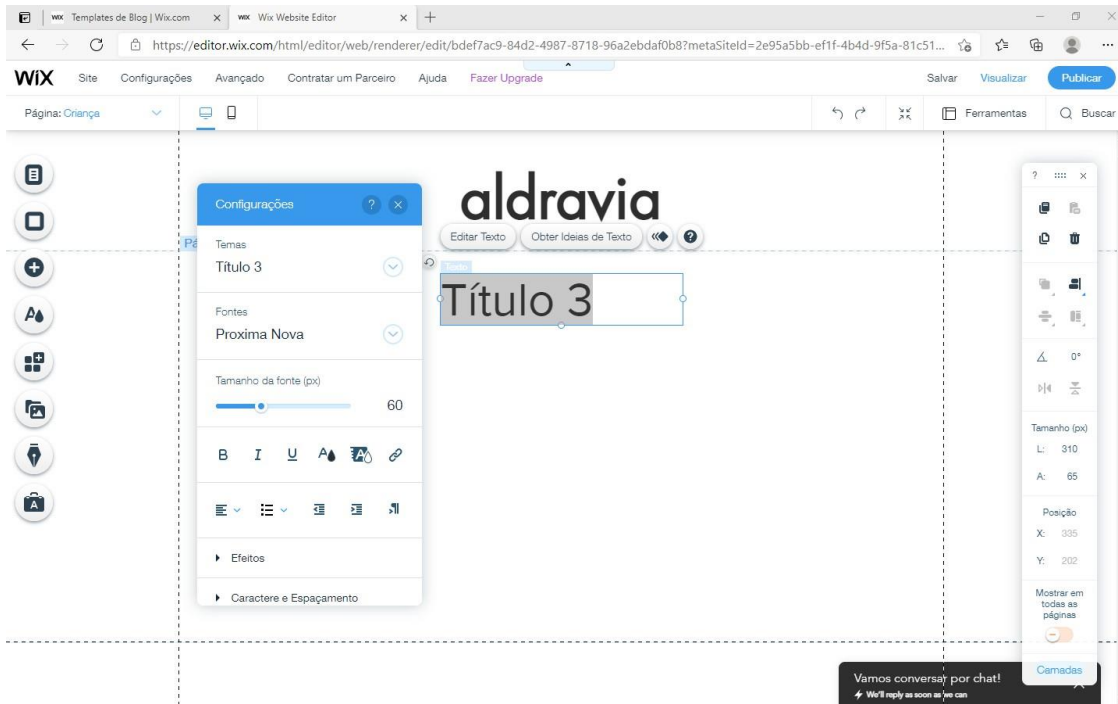 Templates de Blog | Wix.com
Wix Website Editor
https://editor.wix.com/html/editor/web/renderer/edit/bdef7ac9-84d2-4987-8718-96a2ebdaf0b8?metaSiteId=2e95a5bb-ef1f-4b4d-9f5a-81c51...
WiX Site Configurações Avançado Contratar um Parceiro Ajuda Fazer Upgrade Salvar Visualizar Publicar
Página: Criança Ferramentas Buscar
aldravia
Configurações ? ×
Editar Texto Obter Ideias de Texto ?
Pá
Temas
Texto
Título 3
Título 3
Fontes
Proxima Nova
Tamanho da fonte (px)
60
B I U A A
Efeitos
Caractere e Espaçamento
? ×
0°
Tamanho (px)
L: 310
A: 65
Posição
X: 335
Y: 202
Mostrar em
todas as
páginas
Camadas
Vamos conversar por chat!
We'll reply as soon as we can